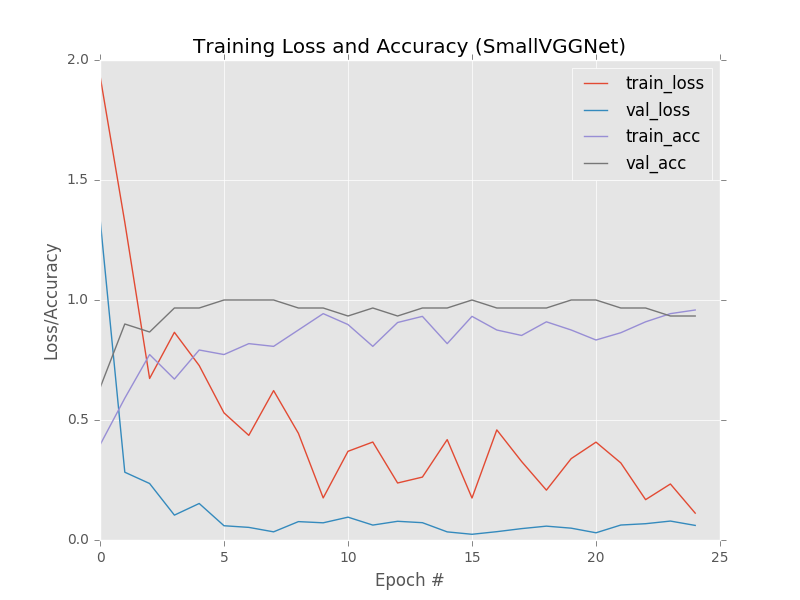 Training Loss and Accuracy (SmallVGGNet)
train_loss
val_loss
train_acc
val_acc
2.0
1.5
1.0
0.5
0.0
Loss/Accuracy
0 5 10 15 20 25
Epoch #